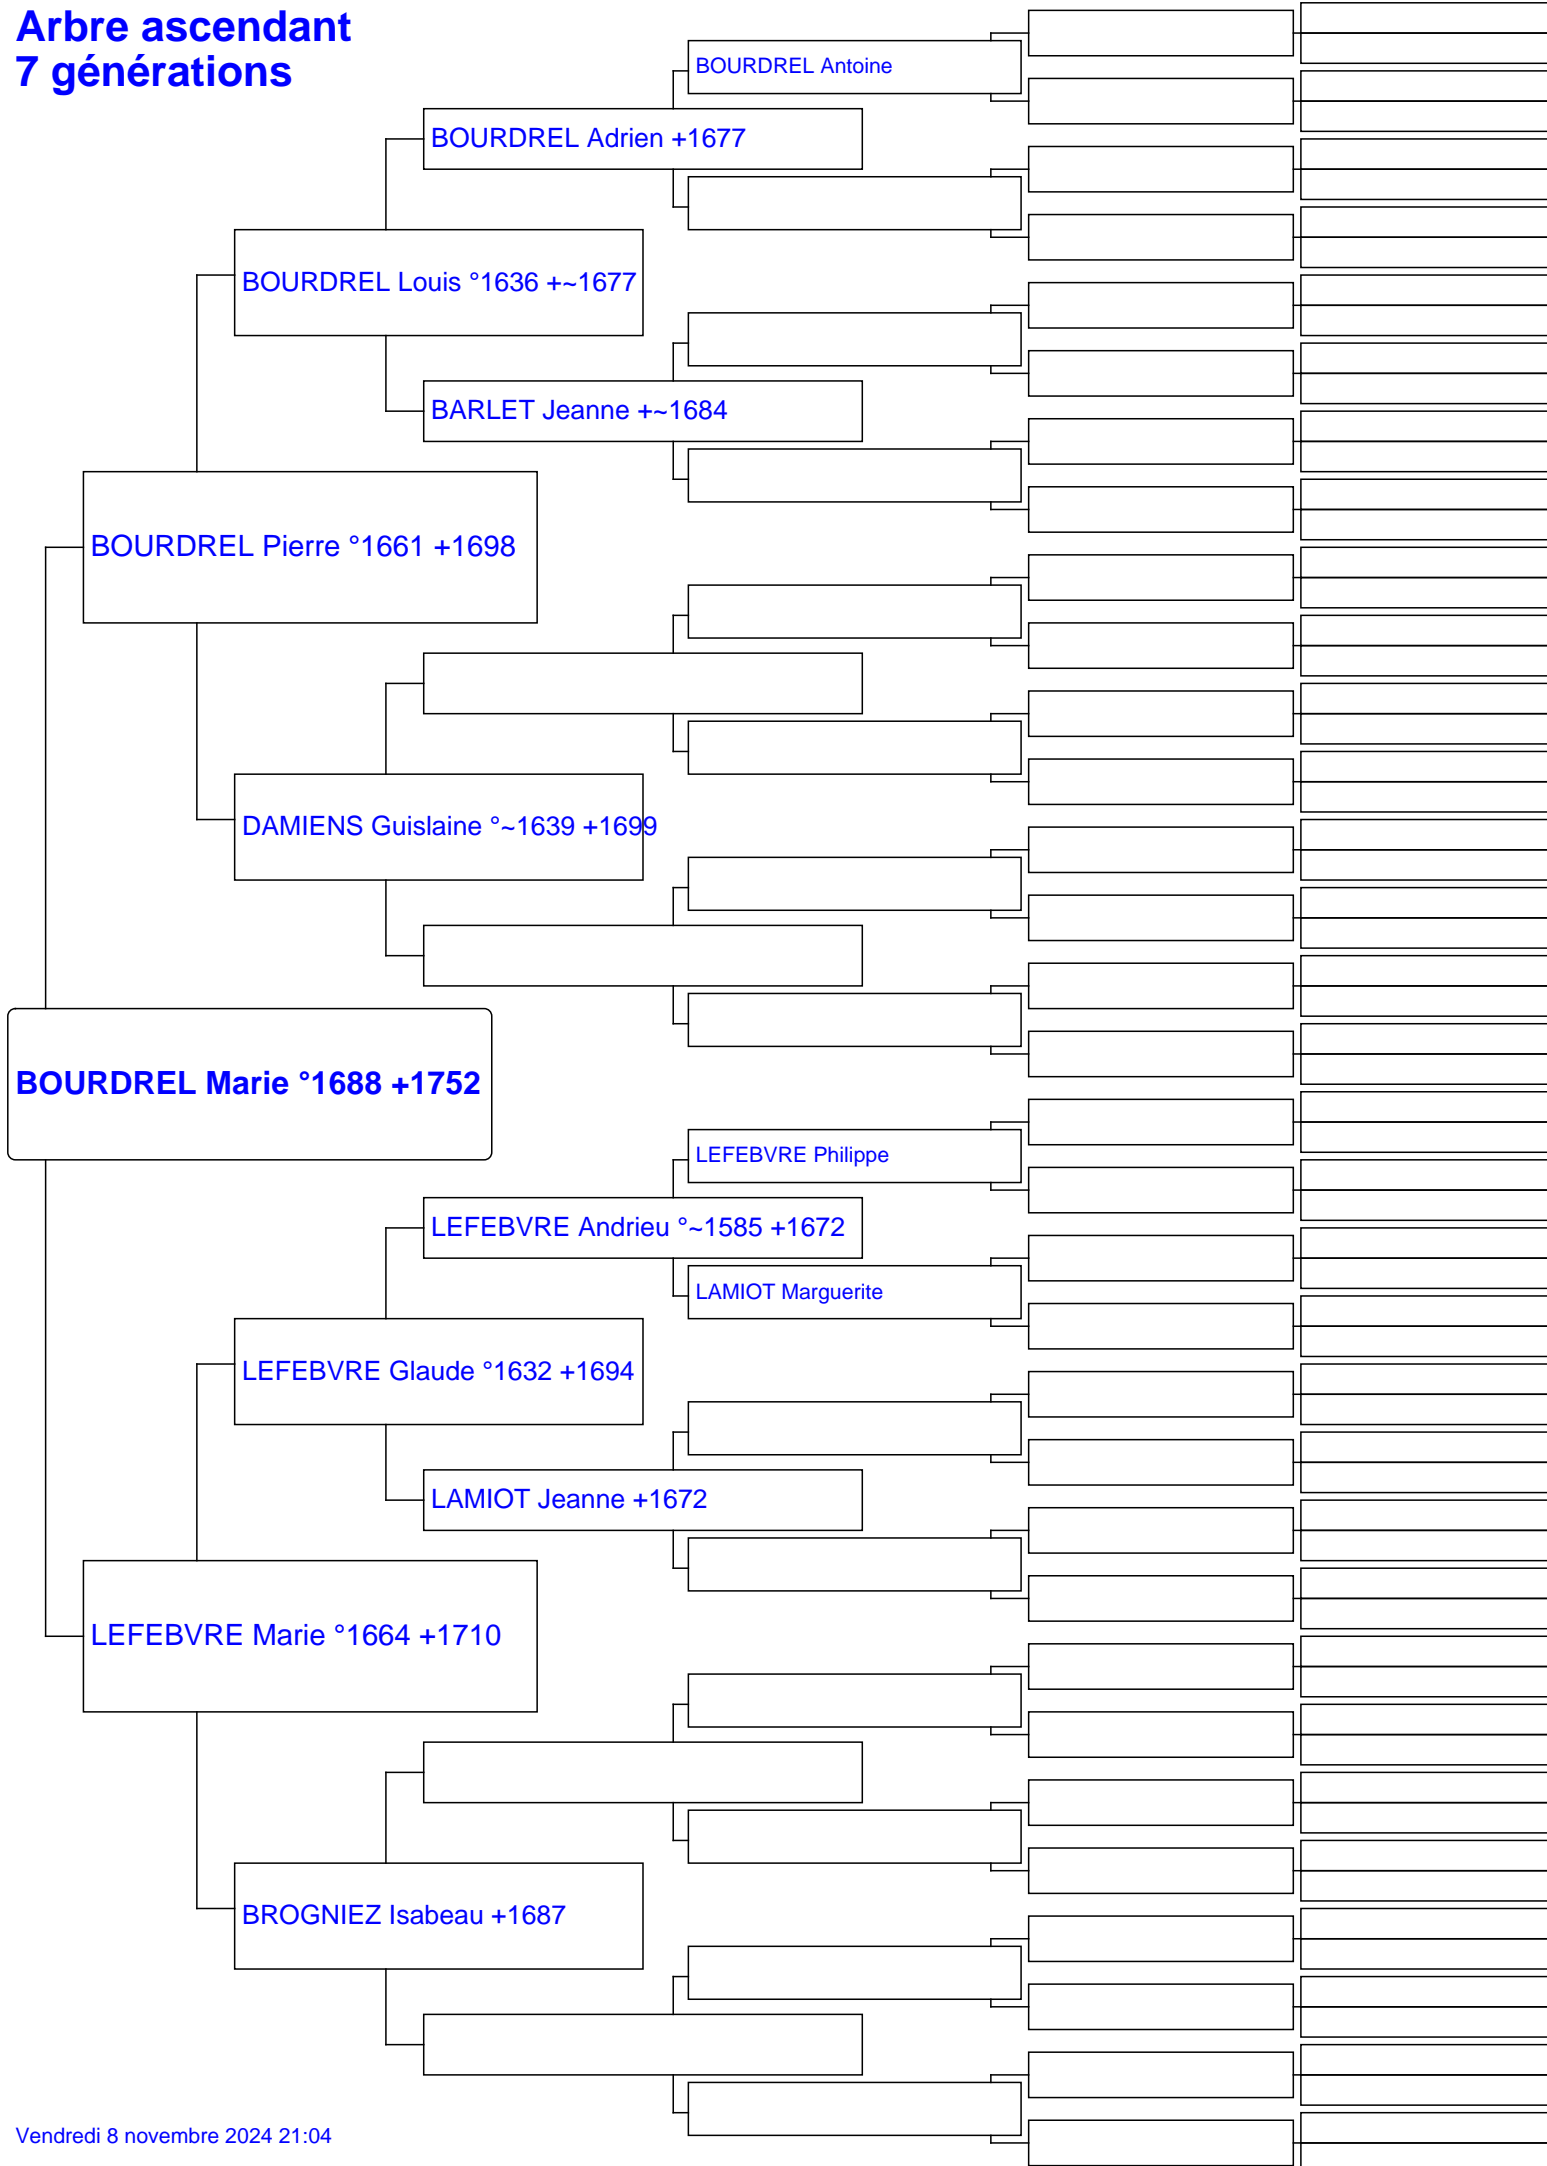 Arbre ascendant
7 générations
BOURDREL Antoine
BOURDREL Adrien +1677
BOURDREL Louis °1636 +~1677
BARLET Jeanne +~1684
BOURDREL Pierre °1661 +1698
DAMIENS Guislaine °~1639 +1699
BOURDREL Marie °1688 +1752
LEFEBVRE Philippe
LEFEBVRE Andrieu °~1585 +1672
LAMIOT Marguerite
LEFEBVRE Glaude °1632 +1694
LAMIOT Jeanne +1672
LEFEBVRE Marie °1664 +1710
BROGNIEZ Isabeau +1687
Vendredi 8 novembre 2024 21:04